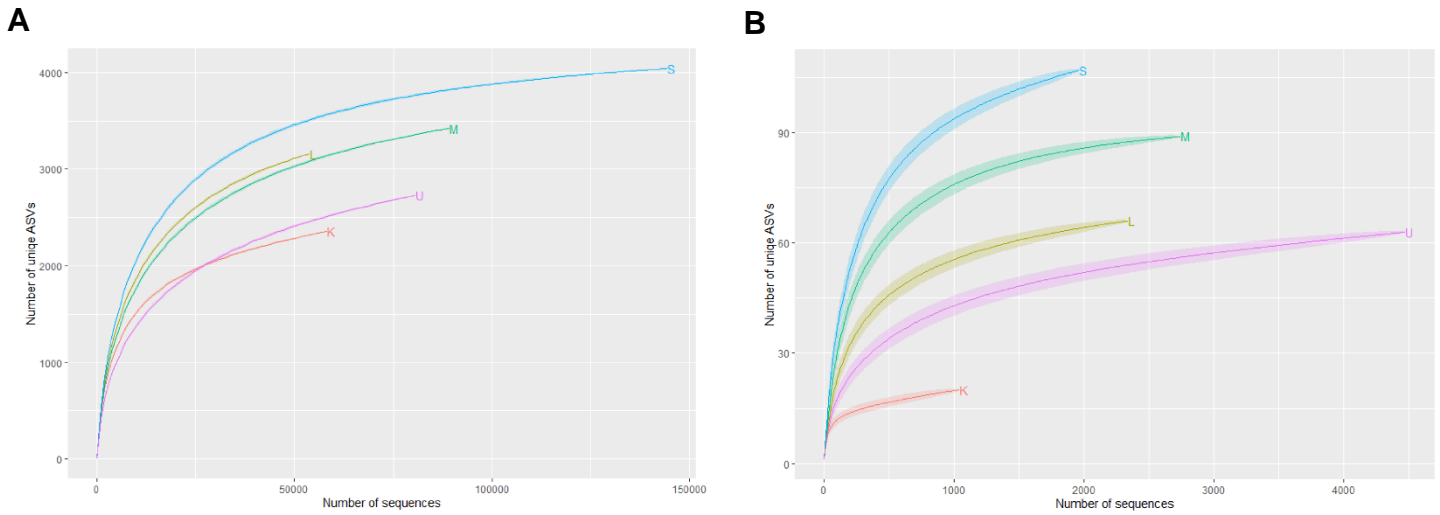 A
Number of uniqe ASVs
4000
3000
2000
1000
0
S
M
L
U
K
0
50000
100000
150000
Number of sequences
B
Number of uniqe ASVs
90
60
30
0
S
M
L
U
K
0
1000
2000
3000
4000
Number of sequences